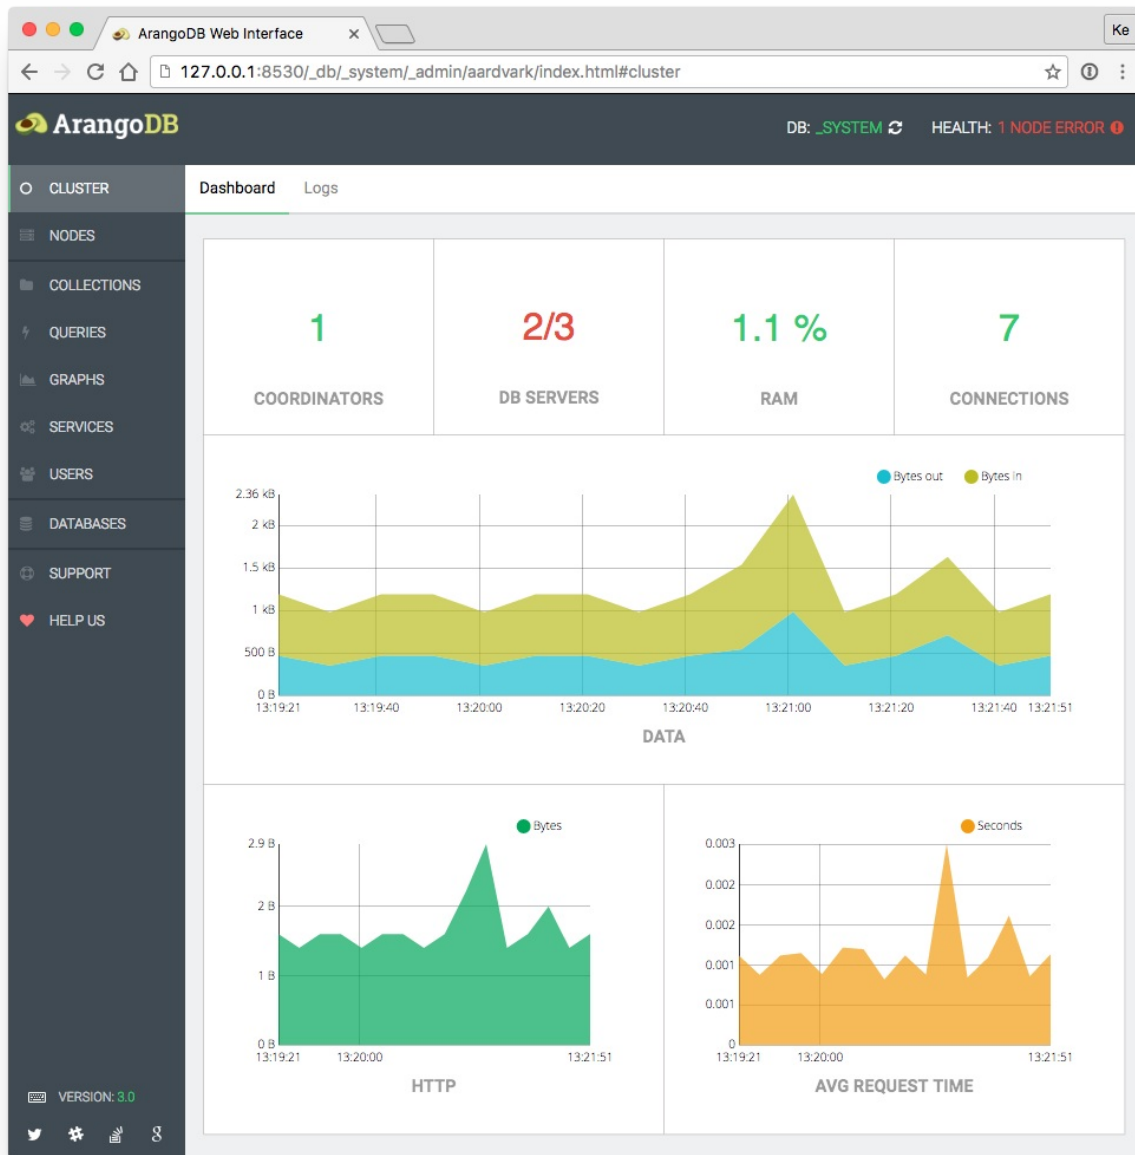 ArangoDB Web Interface
Ke
127.0.0.1:8530/_db/_system/_admin/aardvark/index.html#cluster
ArangoDB
DB: _SYSTEM
HEALTH: 1 NODE ERROR
CLUSTER
NODES
COLLECTIONS
QUERIES
GRAPHS
SERVICES
USERS
DATABASES
SUPPORT
HELP US
VERSION: 3.0
Dashboard
Logs
1
COORDINATORS
2/3
DB SERVERS
1.1 %
RAM
7
CONNECTIONS
Bytes out
Bytes in
2.36 kB
2 kB
1.5 kB
1 kB
500 B
0 B
13:19:21 13:19:40 13:20:00 13:20:20 13:20:40 13:21:00 13:21:20 13:21:40 13:21:51
DATA
Bytes
2.9 B
2 B
1 B
0 B
13:19:21 13:20:00 13:21:51
HTTP
Seconds
0.003
0.002
0.002
0.001
0.001
0
13:19:21 13:20:00 13:21:51
AVG REQUEST TIME